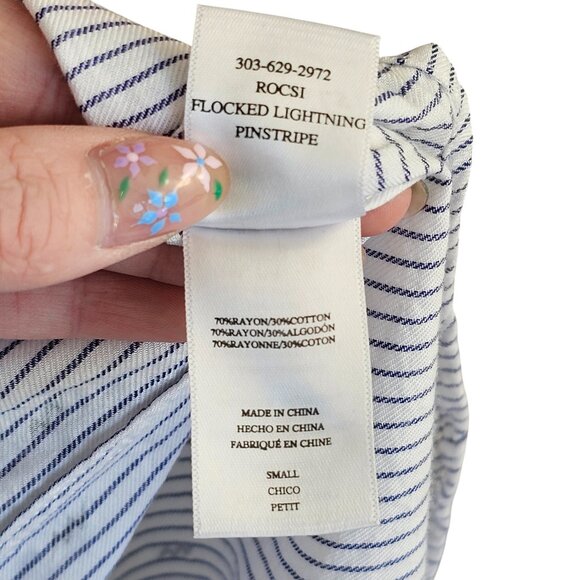 303-629-2972
ROCSI
FLOCKED LIGHTNING
PINSTRIPE
70%RAYON/30%COTTON
70%RAYON/30%ALGODÓN
70%RAYONNE/30%COTON
MADE IN CHINA
HECHO EN CHINA
FABRIQUÉ EN CHINE
SMALL
CHICO
PETIT